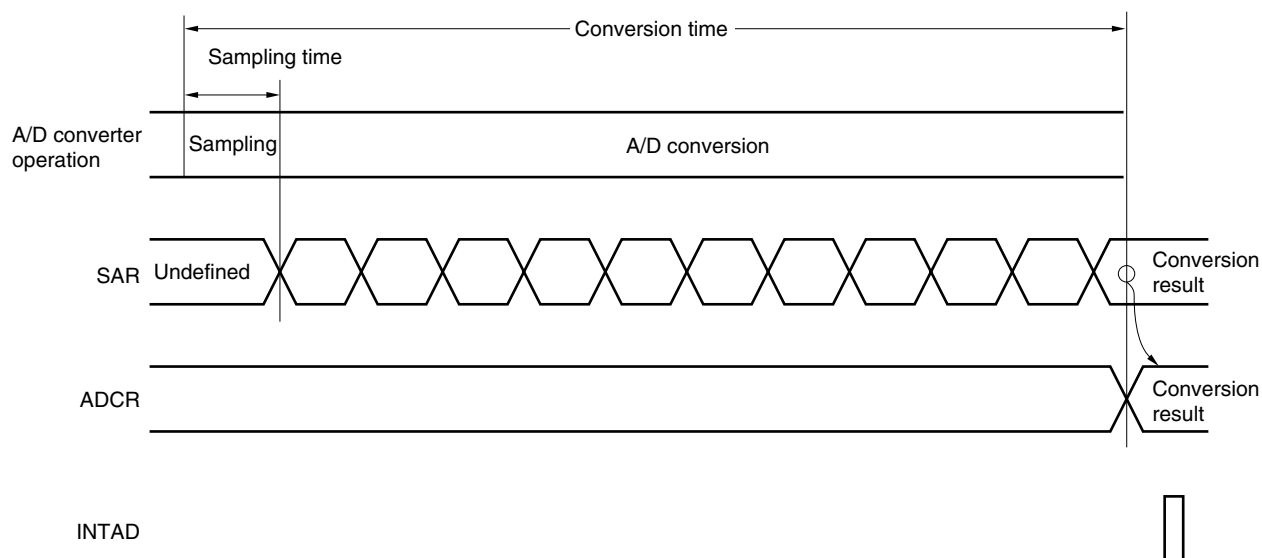 Conversion time
Sampling time
A/D converter
operation
Sampling
A/D conversion
SAR
Undefined
Conversion
result
ADCR
Conversion
result
INTAD